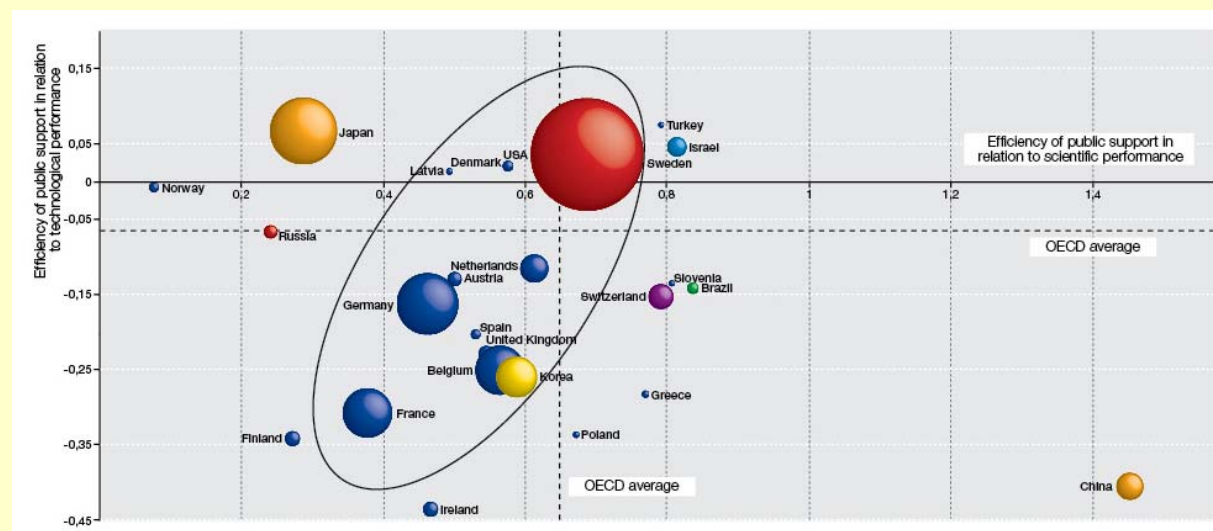 Efficiency of public support in relation
to technological performance
0,15
0,05
0
-0,05
-0,15
-0,25
-0,35
-0,45
0,2
0,4
0,6
0,8
1
1,2
1,4
Japan
Turkey
Israel
USA
Sweden
Denmark
Latvia
Norway
Efficiency of public support in
relation to scientific performance
Russia
OECD average
Netherlands
Austria
Germany
Slovenia
Brazil
Switzerland
Spain
United Kingdom
Belgium
Korea
France
Greece
Finland
Poland
OECD average
China
Ireland